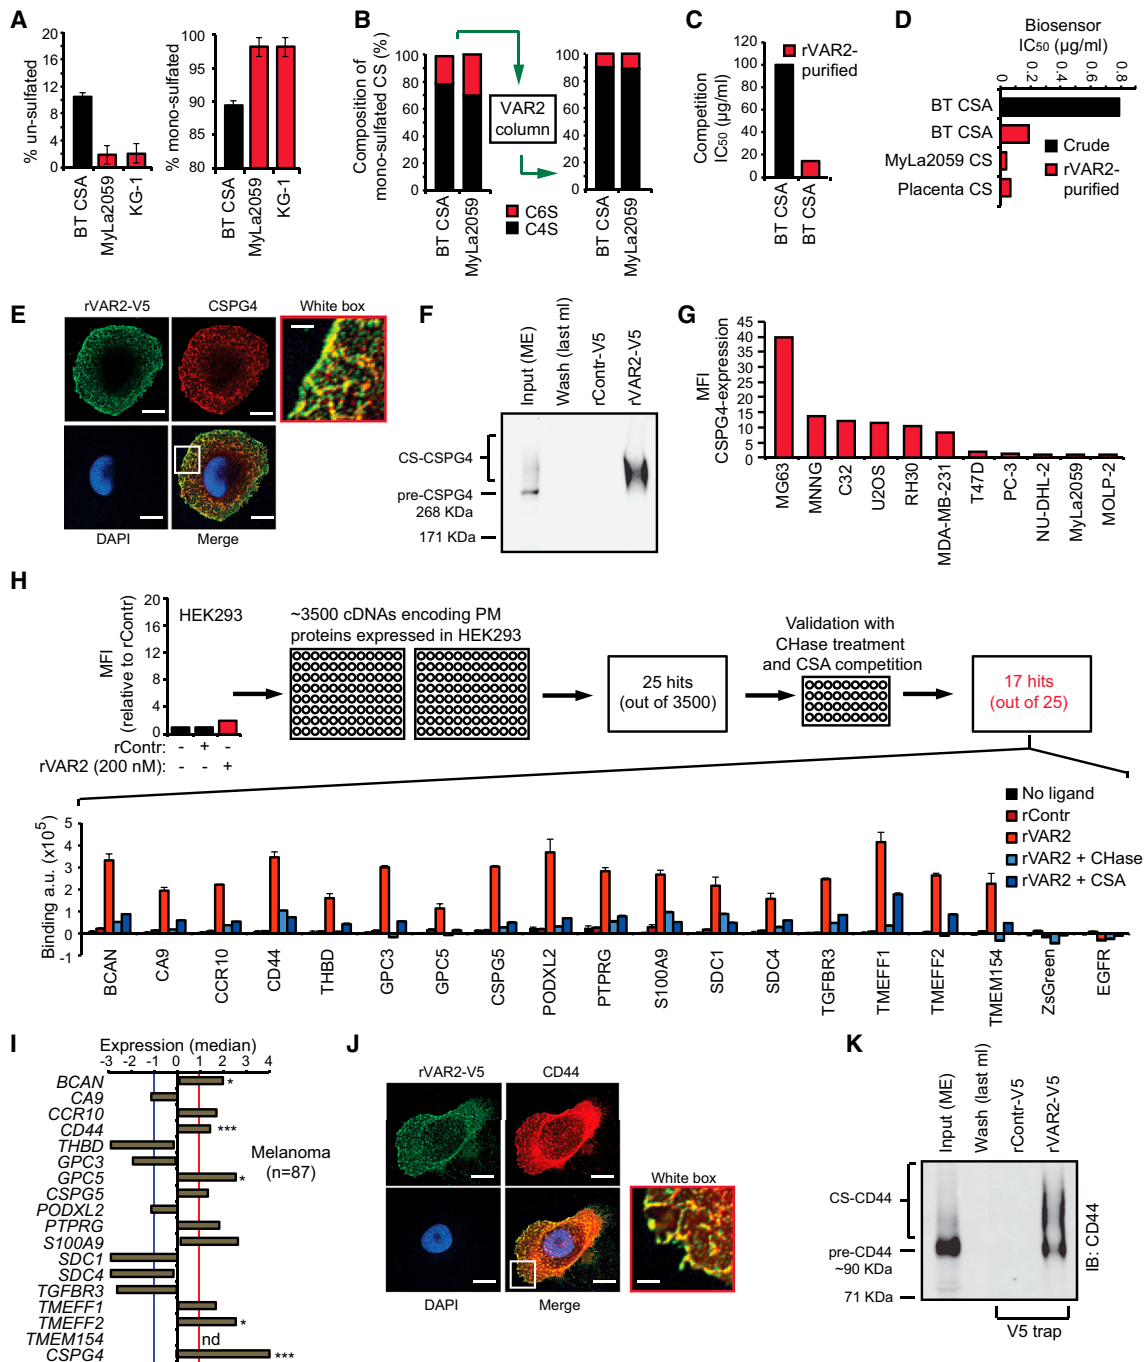 A
% un-sulfated
20
16
12
8
4
0
BT CSA
MyLa2059
KG-1
% mono-sulfated
100
95
90
85
80
BT CSA
MyLa2059
KG-1
B
Composition of
mono-sulfated CS (%)
100
80
60
40
20
0
BT CSA
MyLa2059
C6S
C4S
VAR2
column
100
80
60
40
20
0
BT CSA
MyLa2059
C
Competition
IC50 (µg/ml)
120
100
80
60
40
20
0
rVAR2-
purified
BT CSA
BT CSA
D
Biosensor
IC50 (µg/ml)
0
0.2
0.4
0.6
0.8
BT CSA
BT CSA
MyLa2059 CS
Placenta CS
Crude
rVAR2-
purified
E
rVAR2-V5
CSPG4
White box
DAPI
Merge
F
Input (ME)
Wash (last ml)
rContr-V5
rVAR2-V5
CS-CSPG4
pre-CSPG4
268 KDa
171 KDa
G
MFI
CSPG4-expression
45
40
35
30
25
20
15
10
5
0
MG63
MNNG
C32
U2OS
RH30
MDA-MB-231
T47D
PC-3
NU-DHL-2
MyLa2059
MOLP-2
H
MFI
(relative to rContr)
20
16
12
8
4
0
HEK293
rContr: - + -
rVAR2 (200 nM): - - +
~3500 cDNAs encoding PM
proteins expressed in HEK293
25 hits
(out of 3500)
Validation with
CHase treatment
and CSA competition
17 hits
(out of 25)
Binding a.u. (x10^5)
5
4
3
2
1
0
-1
No ligand
rContr
rVAR2
rVAR2 + CHase
rVAR2 + CSA
BCAN
CA9
CCR10
CD44
THBD
GPC3
GPC5
CSPG5
PODXL2
PTPRG
S100A9
SDC1
SDC4
TGFBR3
TMEFF1
TMEFF2
TMEM154
ZsGreen
EGFR
I
Expression (median)
-3 -2 -1 0 1 2 3 4
BCAN *
CA9
CCR10
CD44 ***
THBD
GPC3
GPC5 *
CSPG5
PODXL2
PTPRG
S100A9
SDC1
SDC4
TGFBR3
TMEFF1
TMEFF2 *
TMEM154 nd
CSPG4 ***
Melanoma
(n=87)
J
rVAR2-V5
CD44
White box
DAPI
Merge
K
Input (ME)
Wash (last ml)
rContr-V5
rVAR2-V5
CS-CD44
pre-CD44
~90 KDa
71 KDa
IB: CD44
V5 trap